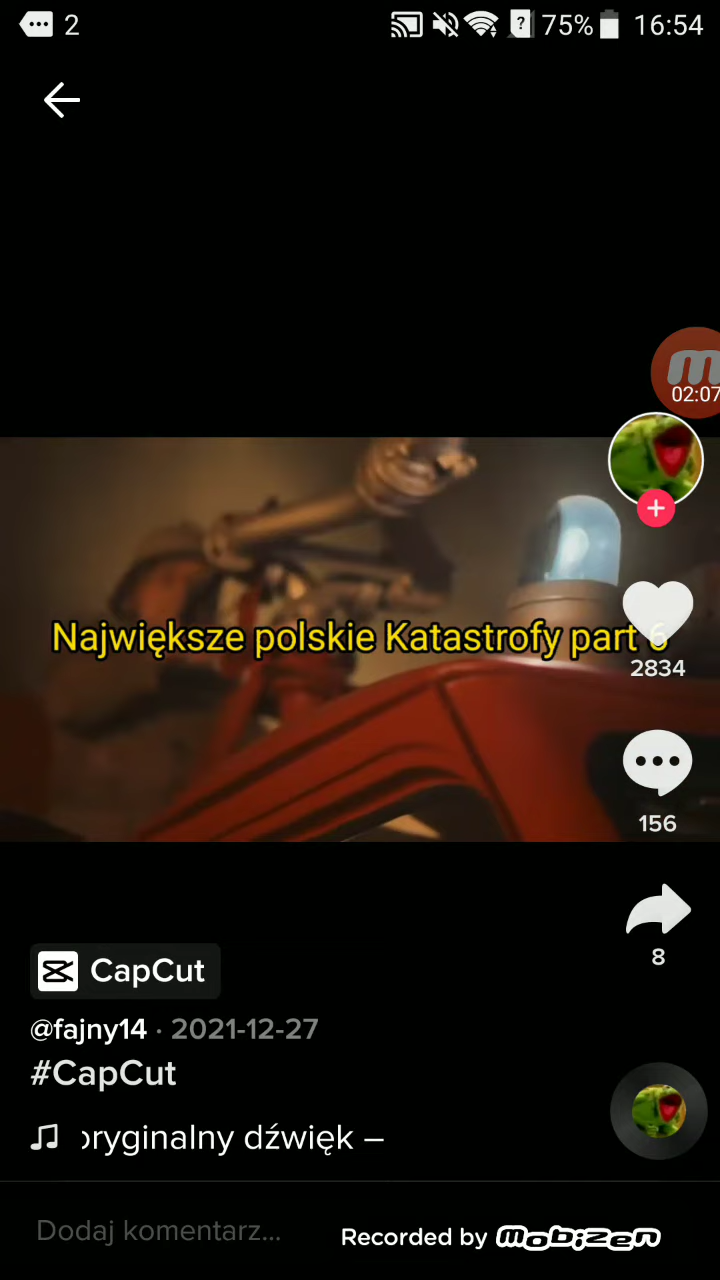 2
75% 16:54
02:07
Największe polskie Katastrofy part 6
2834
156
8
CapCut
@fajny14 · 2021-12-27
#CapCut
oryginalny dźwięk –
Dodaj komentarz...
Recorded by mobizen